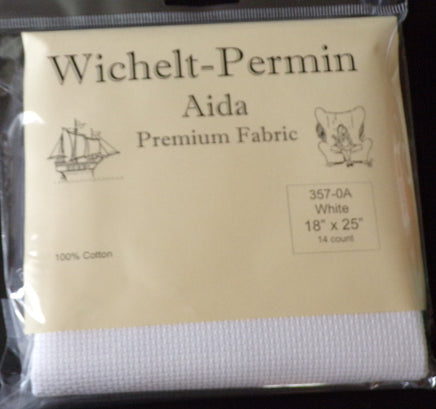 Wichelt-Permin
Aida
Premium Fabric
357-0A
White
18" x 25"
14 count
100% Cotton